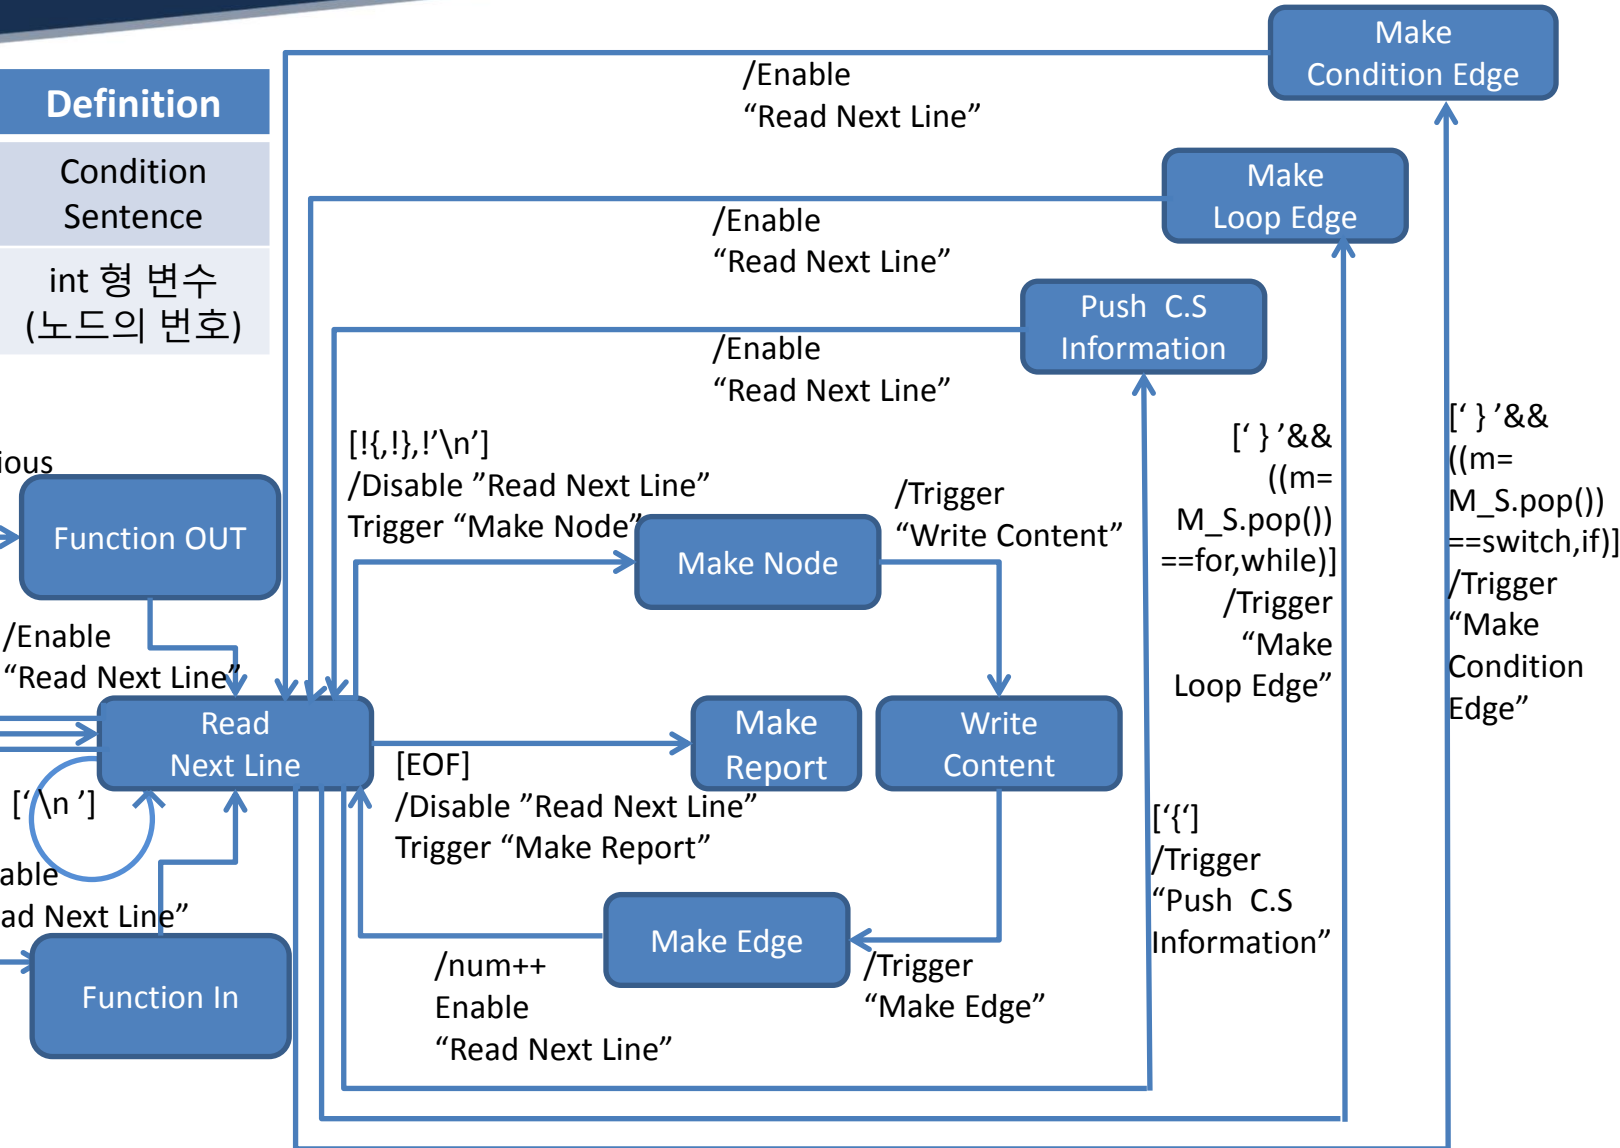 Make
Condition Edge
/Enable
“Read Next Line”
Definition
Condition
Sentence
int 형 변수
(노드의 번호)
Make
Loop Edge
/Enable
“Read Next Line”
Push C.S
Information
/Enable
“Read Next Line”
[!{,!},!’\n’]
/Disable ”Read Next Line”
Trigger “Make Node”
[‘ } ’&&
((m=
M_S.pop())
==for,while)]
/Trigger
“Make
Loop Edge”
[‘ } ’&&
((m=
M_S.pop())
==switch,if)]
/Trigger
“Make
Condition
Edge”
ious
Function OUT
/Trigger
“Write Content”
Make Node
/Enable
“Read Next Line”
Read
Next Line
Make
Report
Write
Content
[EOF]
/Disable ”Read Next Line”
Trigger “Make Report”
[‘ \n ’]
[‘{‘]
/Trigger
“Push C.S
Information”
able
ad Next Line”
Function In
Make Edge
/num++
Enable
“Read Next Line”
/Trigger
“Make Edge”